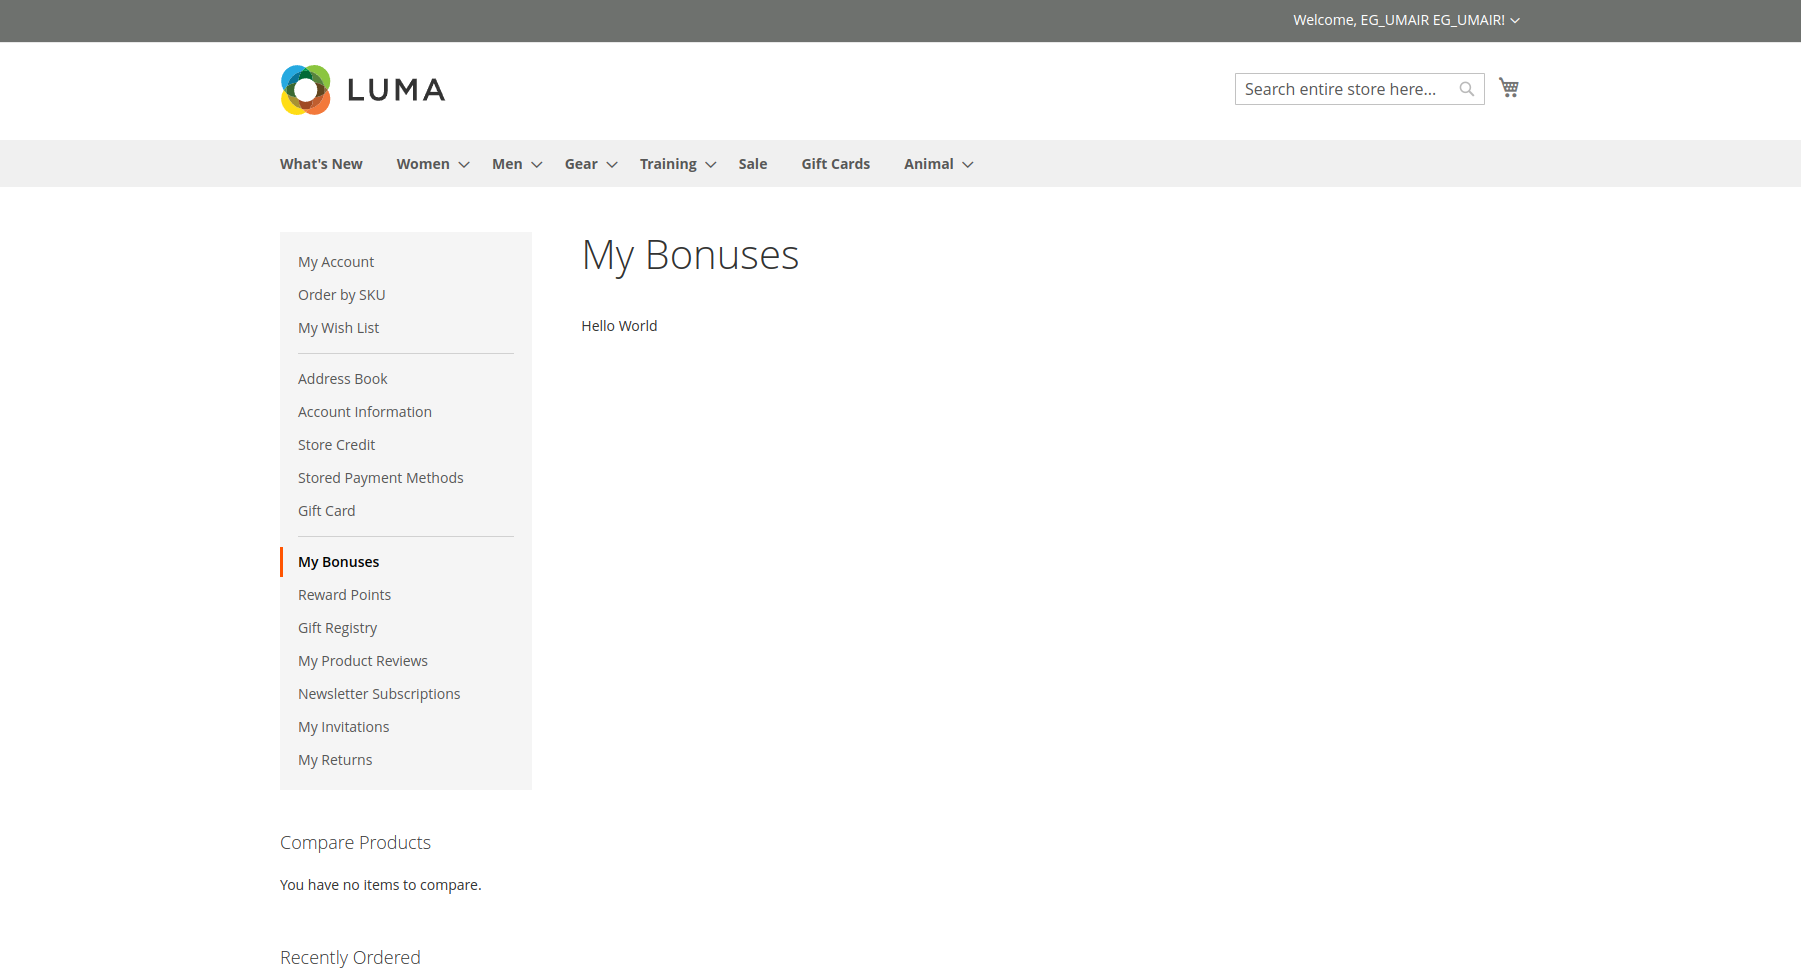 Welcome, EG_UMAIR EG_UMAIR!
LUMA
Search entire store here...
What's New Women Men Gear Training Sale Gift Cards Animal
My Account
Order by SKU
My Wish List
Address Book
Account Information
Store Credit
Stored Payment Methods
Gift Card
My Bonuses
Reward Points
Gift Registry
My Product Reviews
Newsletter Subscriptions
My Invitations
My Returns
My Bonuses
Hello World
Compare Products
You have no items to compare.
Recently Ordered